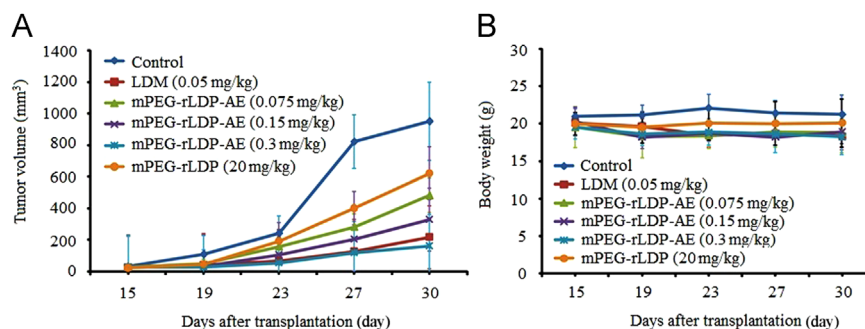 A
Tumor volume (mm³)
1400
1200
1000
800
600
400
200
0
Control
LDM (0.05 mg/kg)
mPEG-rLDP-AE (0.075 mg/kg)
mPEG-rLDP-AE (0.15 mg/kg)
mPEG-rLDP-AE (0.3 mg/kg)
mPEG-rLDP (20 mg/kg)
15 19 23 27 30
Days after transplantation (day)
B
Body weight (g)
30
25
20
15
10
5
0
Control
LDM (0.05 mg/kg)
mPEG-rLDP-AE (0.075 mg/kg)
mPEG-rLDP-AE (0.15 mg/kg)
mPEG-rLDP-AE (0.3 mg/kg)
mPEG-rLDP (20 mg/kg)
15 19 23 27 30
Days after transplantation (day)